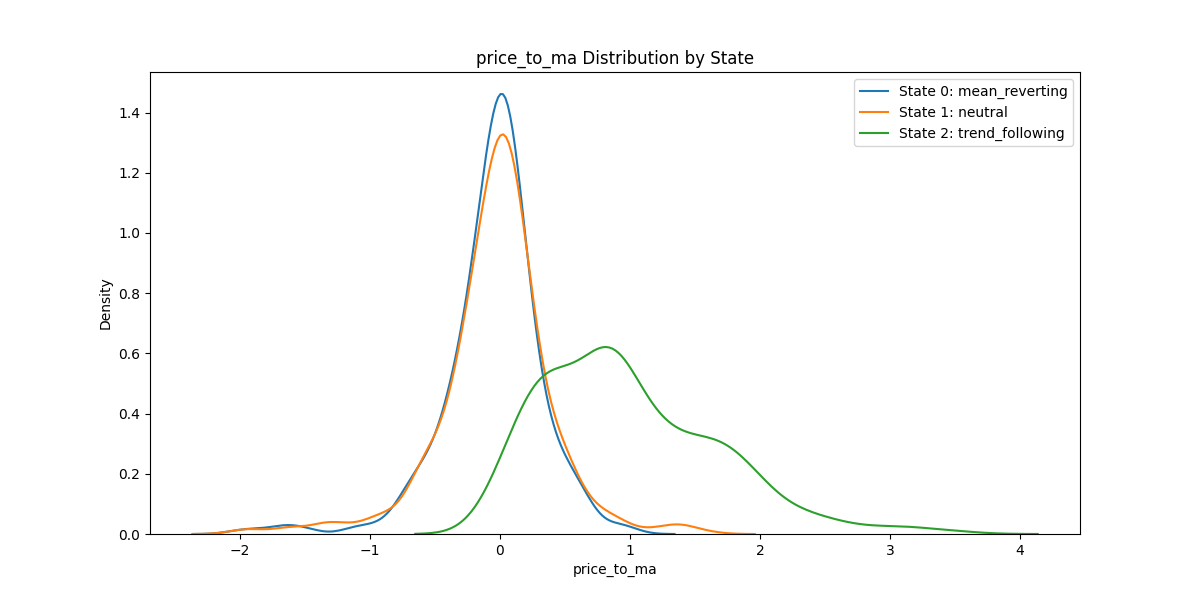 price_to_ma Distribution by State
State 0: mean_reverting
State 1: neutral
State 2: trend_following
Density
1.4
1.2
1.0
0.8
0.6
0.4
0.2
0.0
−2
−1
0
1
2
3
4
price_to_ma